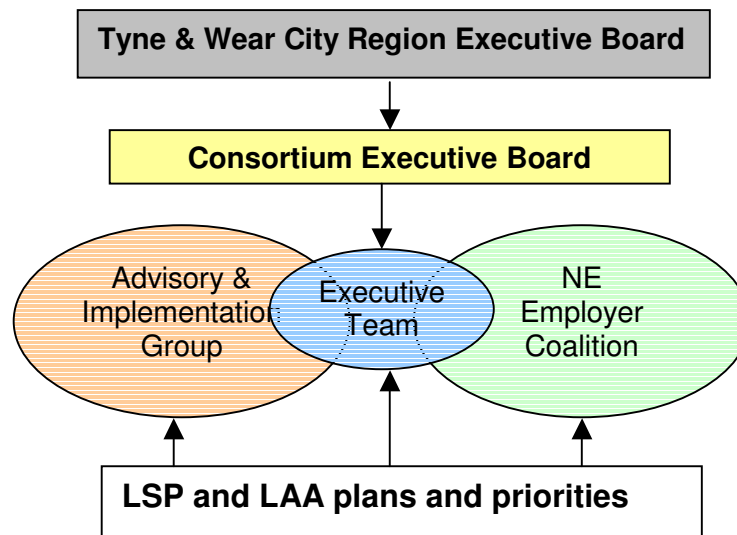 Tyne & Wear City Region Executive Board
Consortium Executive Board
Advisory &
Implementation
Group
Executive
Team
NE
Employer
Coalition
LSP and LAA plans and priorities